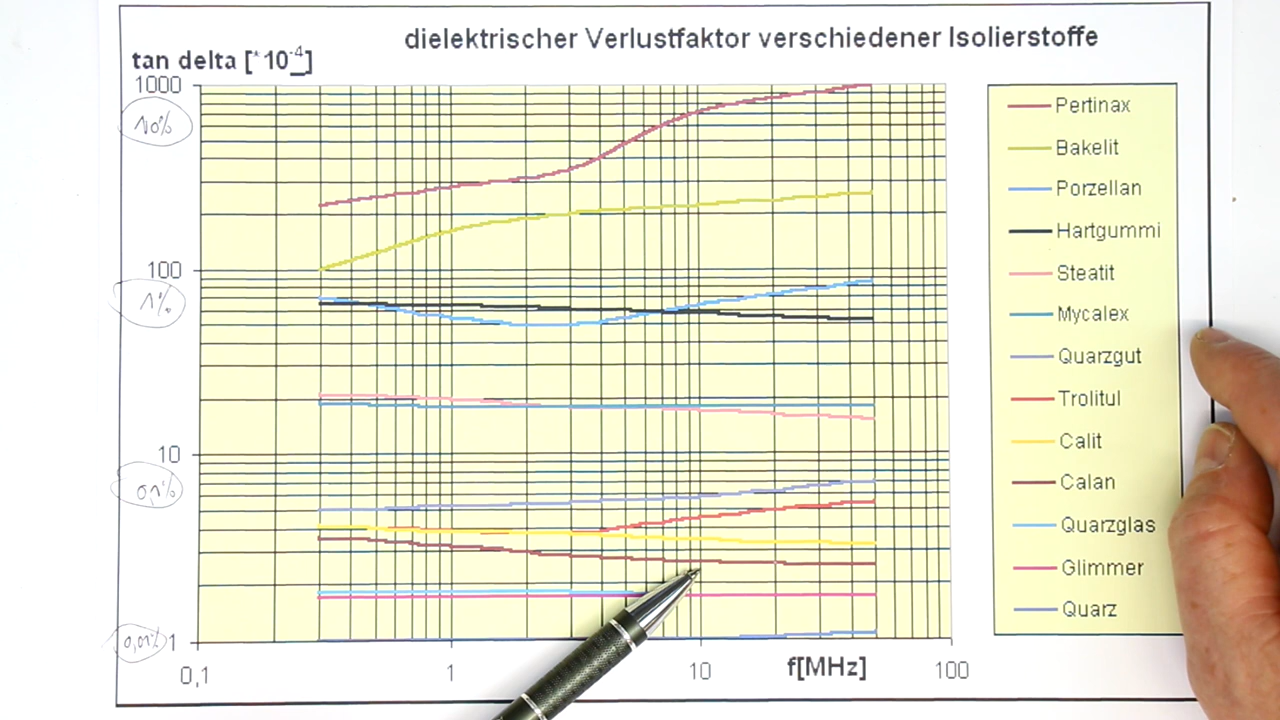 dielektrischer Verlustfaktor verschiedener Isolierstoffe
tan delta [*10-4]
1000
10%
100
1%
10
0,1%
1
0,01%
0,1
1
10
f[MHz]
100
Pertinax
Bakelit
Porzellan
Hartgummi
Steatit
Mycalex
Quarzgut
Trolitul
Calit
Calan
Quarzglas
Glimmer
Quarz